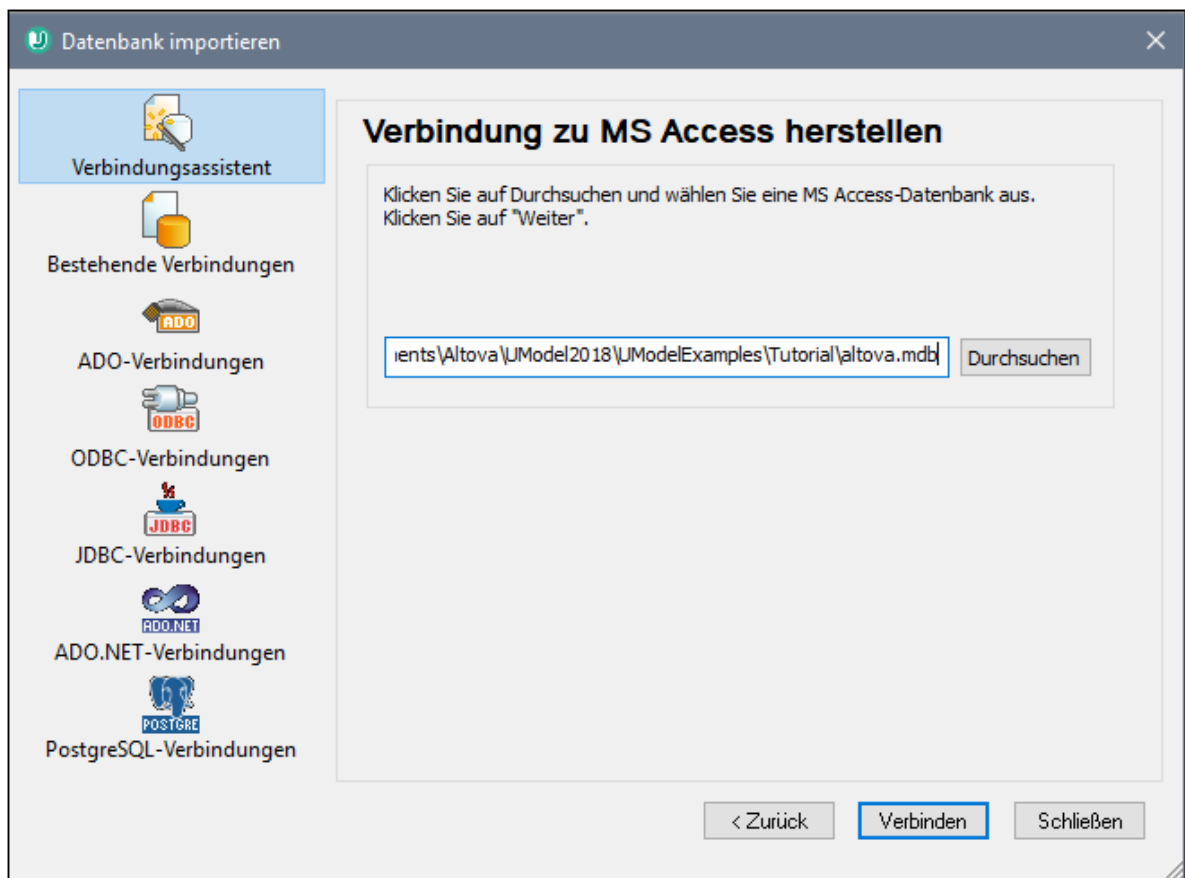 Datenbank importieren
Verbindungsassistent
Bestehende Verbindungen
ADO
ADO-Verbindungen
ODBC
ODBC-Verbindungen
JDBC
JDBC-Verbindungen
ADO.NET
ADO.NET-Verbindungen
POSTGRE
PostgreSQL-Verbindungen
Verbindung zu MS Access herstellen
Klicken Sie auf Durchsuchen und wählen Sie eine MS Access-Datenbank aus.
Klicken Sie auf "Weiter".
ents\Altova\UModel2018\UModelExamples\Tutorial\altova.mdb
Durchsuchen
< Zurück
Verbinden
Schließen